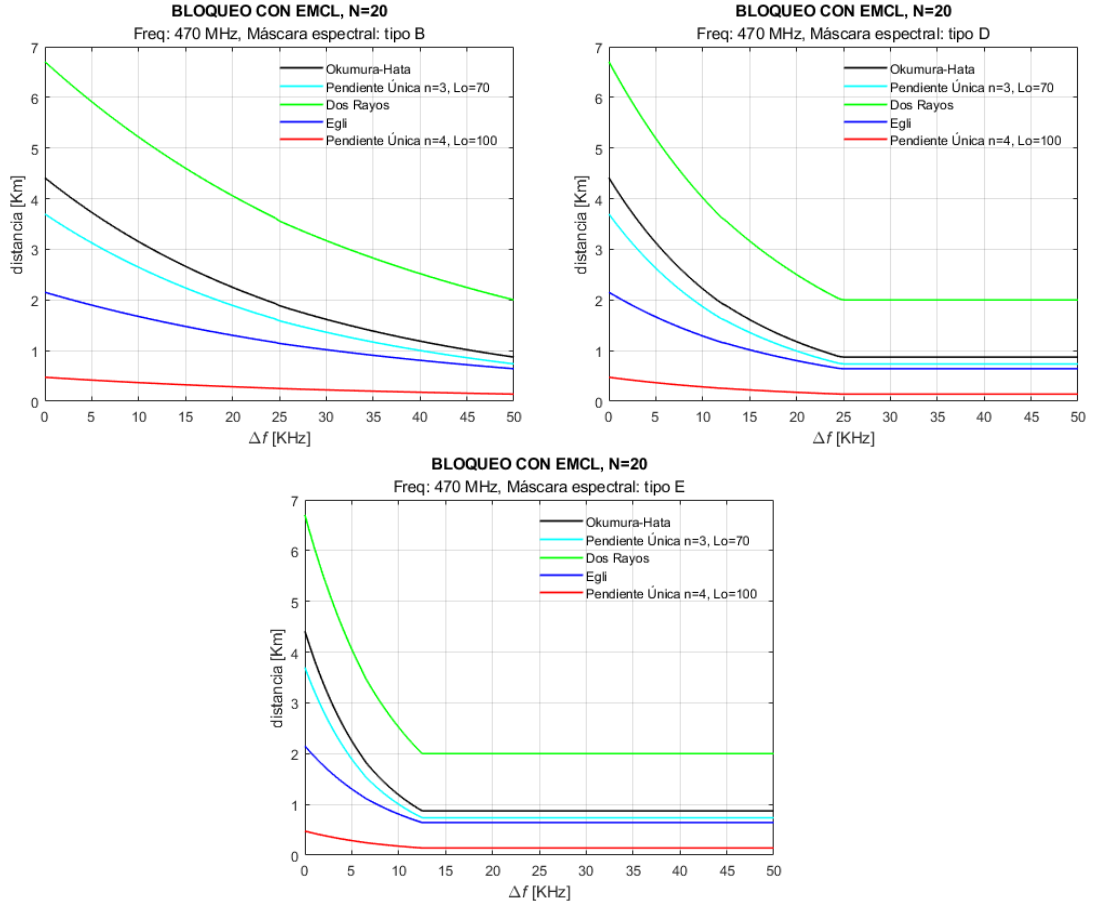 BLOQUEO CON EMCL, N=20
Freq: 470 MHz, Máscara espectral: tipo B
7
6
5
4
3
2
1
0
distancia [Km]
Okumura-Hata
Pendiente Única n=3, Lo=70
Dos Rayos
Egli
Pendiente Única n=4, Lo=100
0 5 10 15 20 25 30 35 40 45 50
Δf [KHz]
BLOQUEO CON EMCL, N=20
Freq: 470 MHz, Máscara espectral: tipo D
7
6
5
4
3
2
1
0
distancia [Km]
Okumura-Hata
Pendiente Única n=3, Lo=70
Dos Rayos
Egli
Pendiente Única n=4, Lo=100
0 5 10 15 20 25 30 35 40 45 50
Δf [KHz]
BLOQUEO CON EMCL, N=20
Freq: 470 MHz, Máscara espectral: tipo E
7
6
5
4
3
2
1
0
distancia [Km]
Okumura-Hata
Pendiente Única n=3, Lo=70
Dos Rayos
Egli
Pendiente Única n=4, Lo=100
0 5 10 15 20 25 30 35 40 45 50
Δf [KHz]